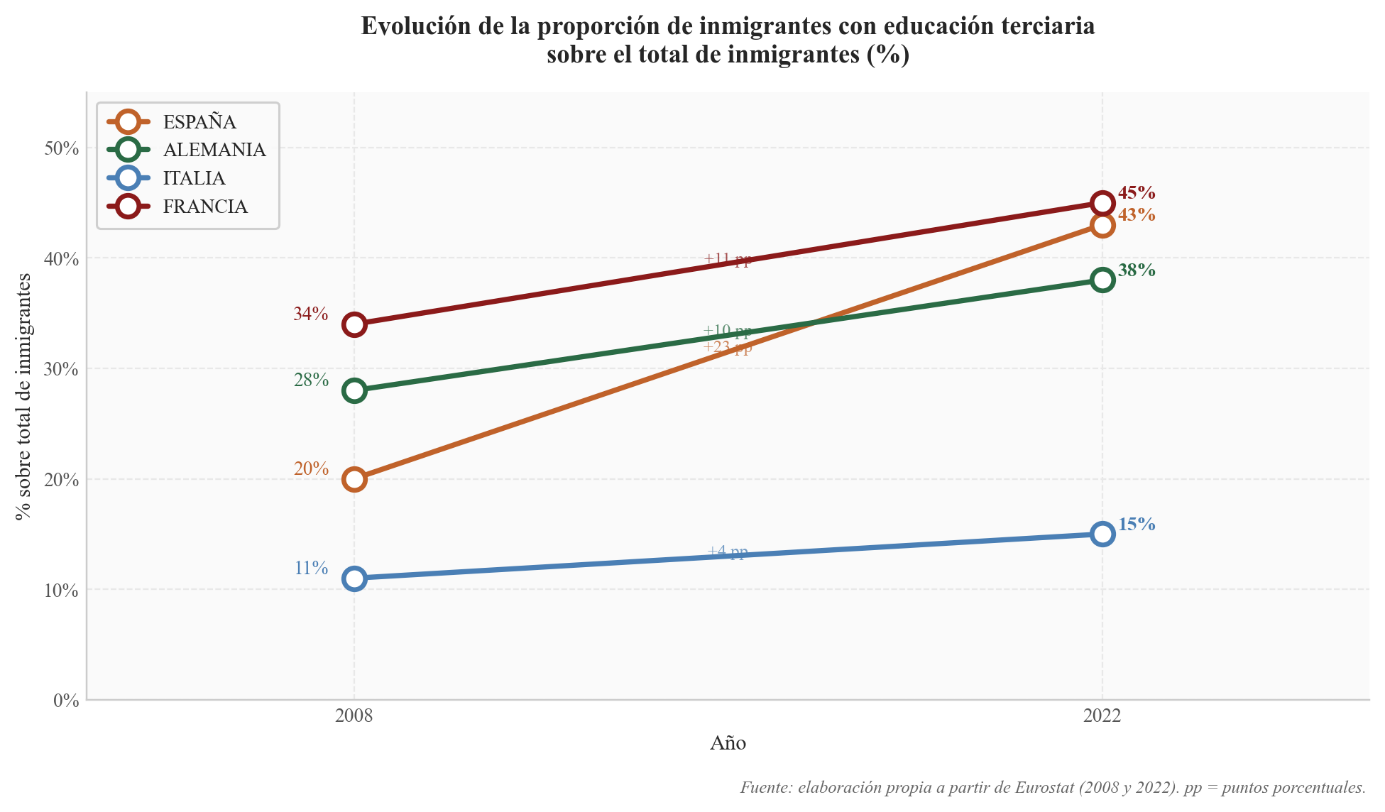 Evolución de la proporción de inmigrantes con educación terciaria
sobre el total de inmigrantes (%)
ESPAÑA
ALEMANIA
ITALIA
FRANCIA
% sobre total de inmigrantes
50%
40%
30%
20%
10%
0%
34%
28%
20%
11%
+11 pp
+10 pp
+23 pp
+4 pp
45%
43%
38%
15%
2008
2022
Año
Fuente: elaboración propia a partir de Eurostat (2008 y 2022). pp = puntos porcentuales.